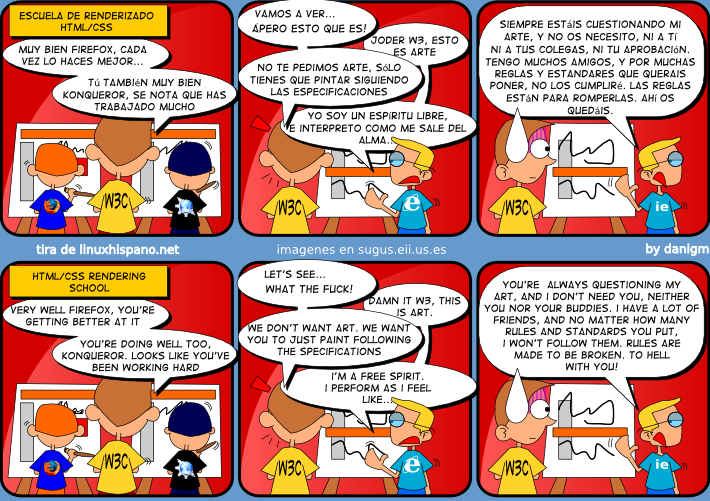 ESCUELA DE RENDERIZADO
HTML/CSS
MUY BIEN FIREFOX, CADA
VEZ LO HACES MEJOR...
TÚ TAMBIÉN MUY BIEN
KONQUEROR, SE NOTA QUE HAS
TRABAJADO MUCHO
W3C
VAMOS A VER...
ÁPERO ESTO QUE ES!
JODER W3, ESTO
ES ARTE
NO TE PEDIMOS ARTE, SÓLO
TIENES QUE PINTAR SIGUIENDO
LAS ESPECIFICACIONES
YO SOY UN ESPÍRITU LIBRE,
E INTERPRETO COMO ME SALE DEL
ALMA...
W3C
e
SIEMPRE ESTÁIS CUESTIONANDO MI
ARTE, Y NO OS NECESITO, NI A TÍ
NI A TUS COLEGAS, NI TU APROBACIÓN.
TENGO MUCHOS AMIGOS, Y POR MUCHAS
REGLAS Y ESTANDARES QUE QUERAIS
PONER, NO LOS CUMPLIRÉ. LAS REGLAS
ESTÁN PARA ROMPERLAS. AHÍ OS
QUEDÁIS.
W3C
ie
tira de linuxhispano.net
imagenes en sugus.eii.us.es
by danigm
HTML/CSS RENDERING
SCHOOL
VERY WELL FIREFOX, YOU'RE
GETTING BETTER AT IT
YOU'RE DOING WELL TOO,
KONQUEROR. LOOKS LIKE YOU'VE
BEEN WORKING HARD
W3C
LET'S SEE...
WHAT THE FUCK!
DAMN IT W3, THIS
IS ART.
WE DON'T WANT ART. WE WANT
YOU TO JUST PAINT FOLLOWING
THE SPECIFICATIONS
I'M A FREE SPIRIT.
I PERFORM AS I FEEL
LIKE...
W3C
e
YOU'RE ALWAYS QUESTIONING MY
ART, AND I DON'T NEED YOU, NEITHER
YOU NOR YOUR BUDDIES. I HAVE A LOT OF
FRIENDS, AND NO MATTER HOW MANY
RULES AND STANDARDS YOU PUT,
I WON'T FOLLOW THEM. RULES ARE
MADE TO BE BROKEN. TO HELL
WITH YOU!
W3C
ie